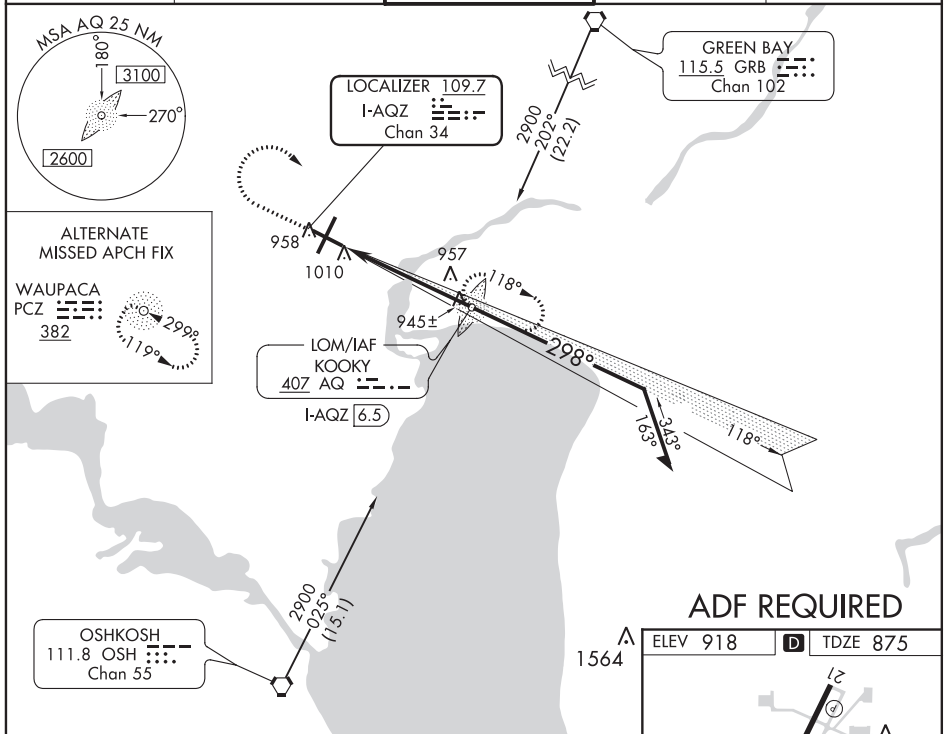 MSA AQ 25 NM
180°
3100
270°
2600
LOCALIZER 109.7
I-AQZ
Chan 34
GREEN BAY
115.5 GRB
Chan 102
2900
202°
(22.2)
ALTERNATE
MISSED APCH FIX
WAUPACA
PCZ
382
299°
119°
958
1010
957
118°
945±
LOM/IAF
KOOKY
407 AQ
I-AQZ 6.5
298°
343°
163°
118°
2900
025°
(15.1)
OSHKOSH
111.8 OSH
Chan 55
1564
ADF REQUIRED
ELEV 918 D TDZE 875
21
P